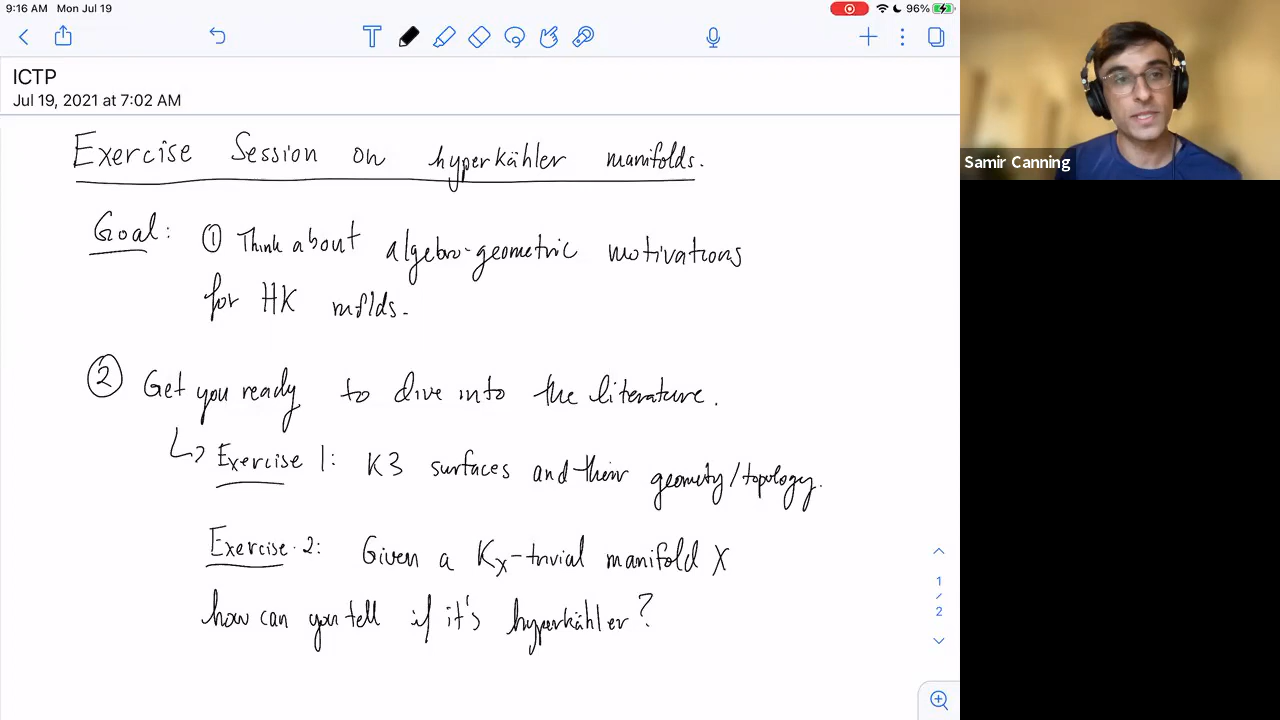 9:16 AM Mon Jul 19
96%
T
ICTP
Jul 19, 2021 at 7:02 AM
Exercise Session on hyperkähler manifolds.
Goal: ① Think about algebro-geometric motivations
for HK mflds.
② Get you ready to dive into the literature.
↳ Exercise 1: K3 surfaces and their geometry/topology.
Exercise 2: Given a K_X-trivial manifold X
how can you tell if it's hyperkähler?
1
/
2
Samir Canning